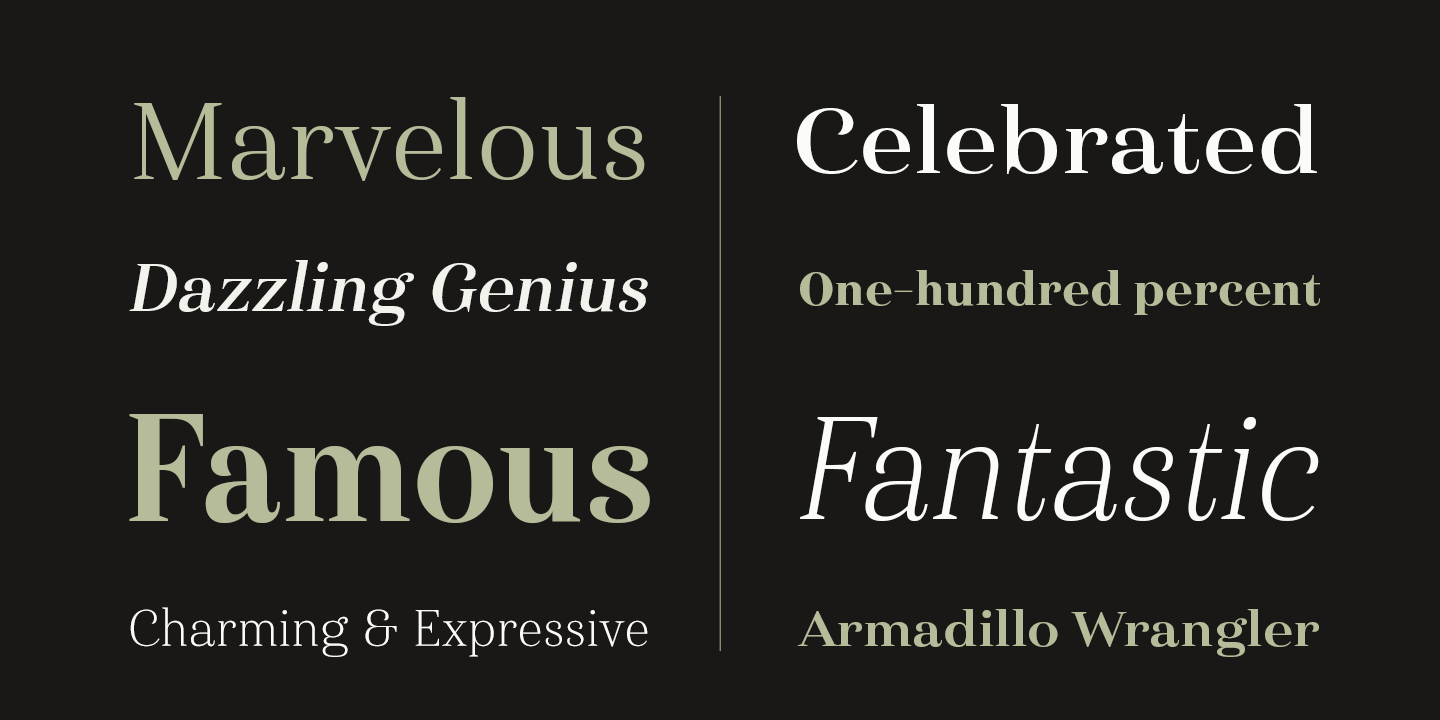 Marvelous
Dazzling Genius
Famous
Charming & Expressive
Celebrated
One-hundred percent
Fantastic
Armadillo Wrangler